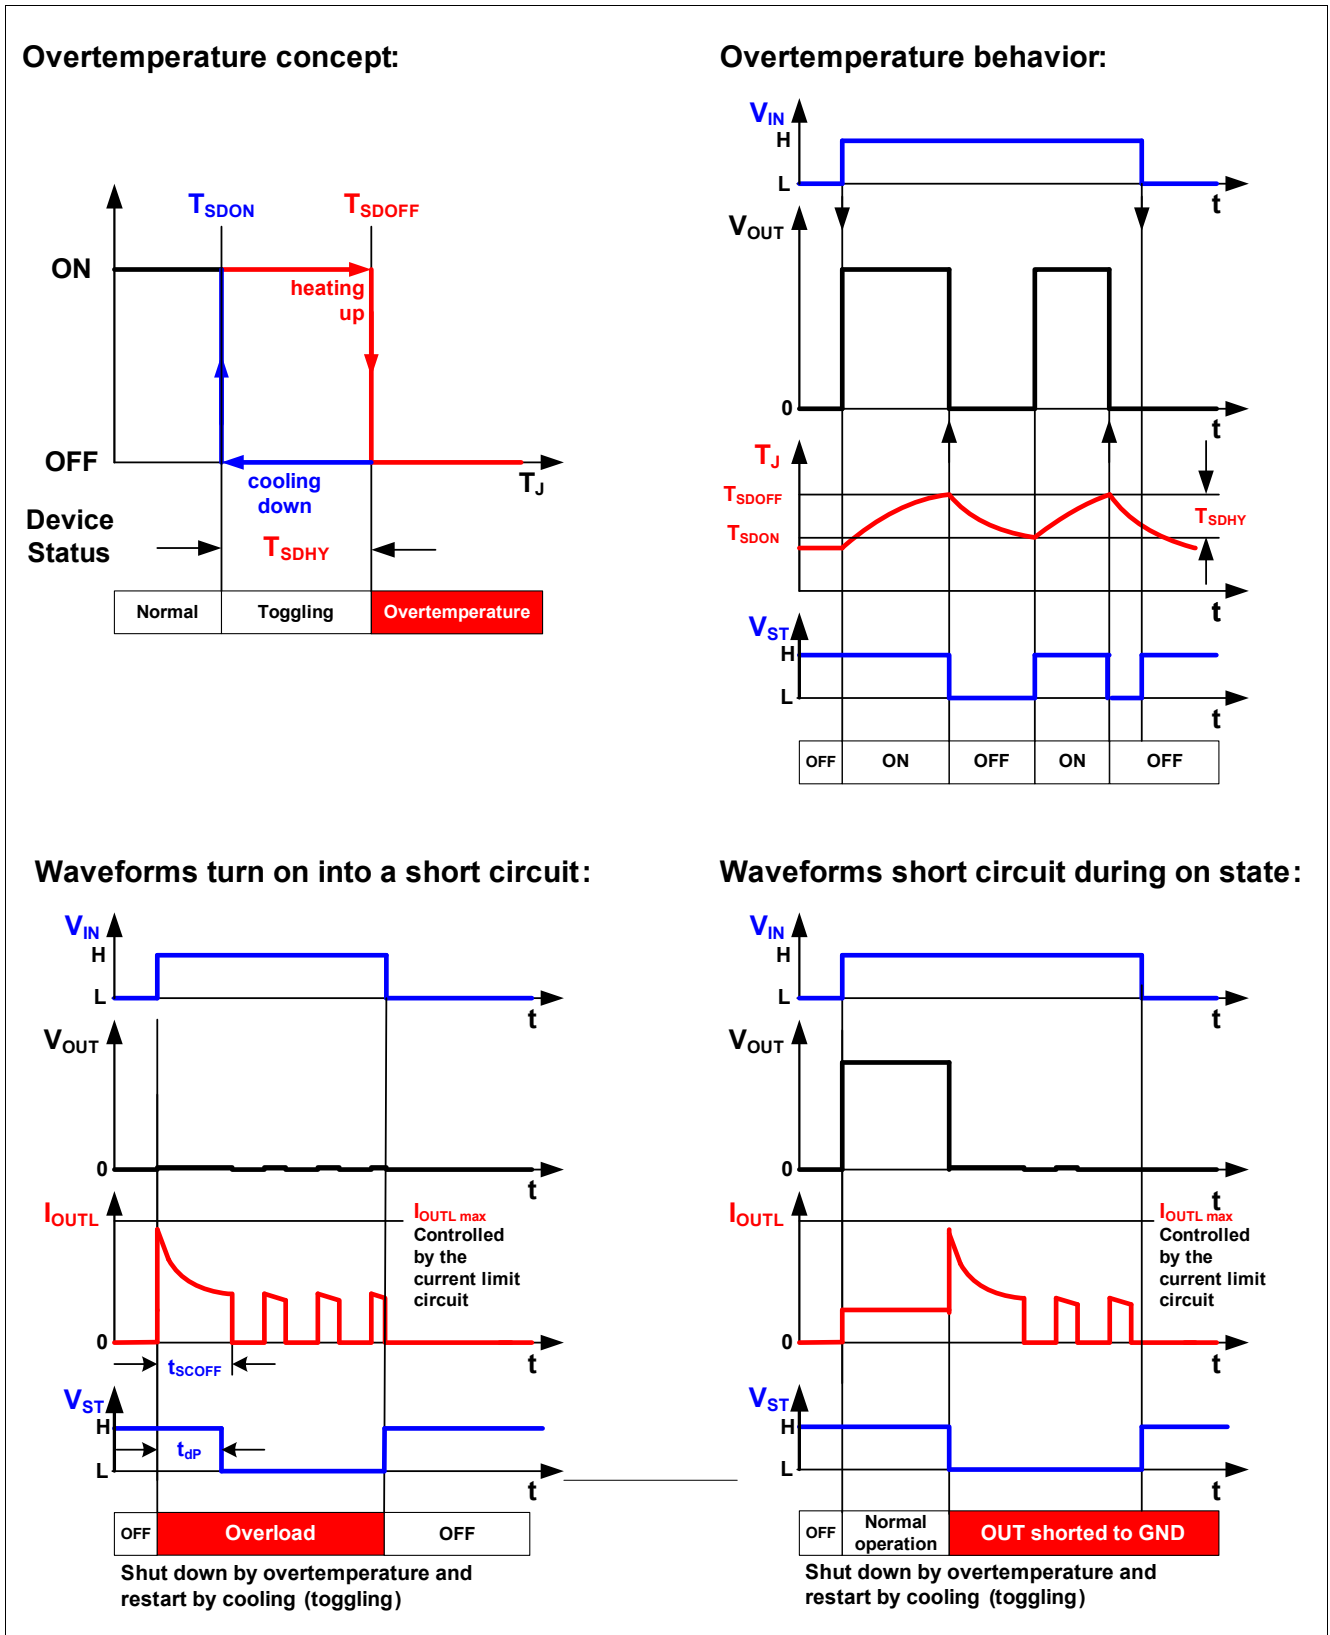 Overtemperature concept:
TSDON
TSDOFF
ON
heating
up
OFF
TJ
cooling
down
Device
Status
TSDHY
Normal
Toggling
Overtemperature
Overtemperature behavior:
VIN
H
L
t
VOUT
0
t
TJ
TSDOFF
TSDHY
TSDON
t
VST
H
L
t
OFF
ON
OFF
ON
OFF
Waveforms turn on into a short circuit:
VIN
H
L
t
VOUT
0
t
IOUTL
IOUTL max
Controlled
by the
current limit
circuit
0
t
tSCOFF
VST
H
tdP
L
t
OFF
Overload
OFF
Shut down by overtemperature and
restart by cooling (toggling)
Waveforms short circuit during on state:
VIN
H
L
t
VOUT
0
t
IOUTL
IOUTL max
Controlled
by the
current limit
circuit
0
t
VST
H
L
t
OFF
Normal
operation
OUT shorted to GND
Shut down by overtemperature and
restart by cooling (toggling)